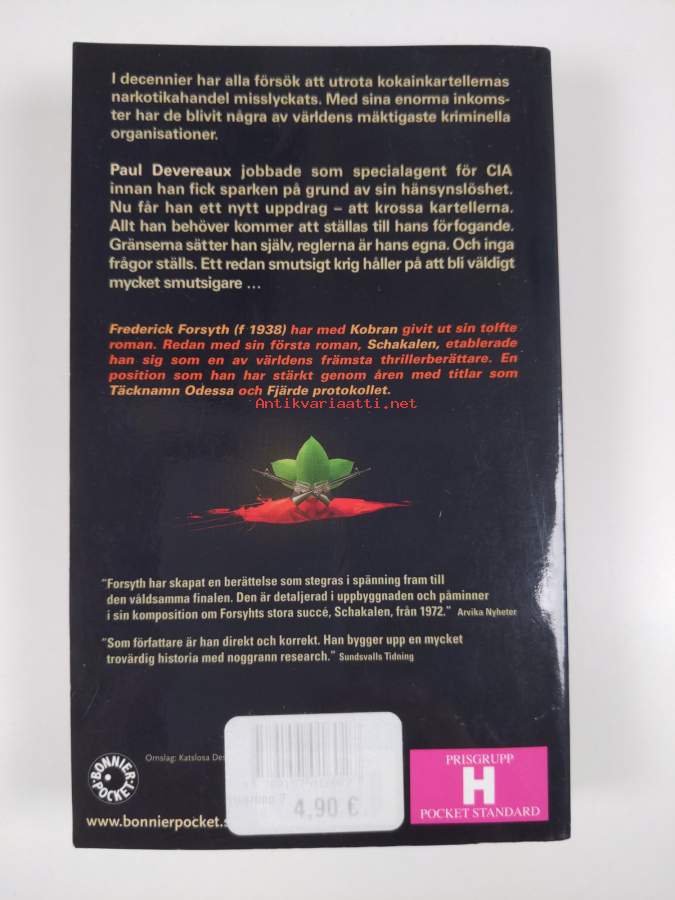 I decennier har alla försök att utrota kokainkartellernas
narkotikahandel misslyckats. Med sina enorma inkoms-
ter har de blivit några av världens mäktigaste kriminella
organisationer.
Paul Devereaux jobbade som specialagent för CIA
innan han fick sparken på grund av sin hänsynslöshet.
Nu får han ett nytt uppdrag – att krossa kartellerna.
Allt han behöver kommer att ställas till hans förfogande.
Gränserna sätter han själv, reglerna är hans egna. Och inga
frågor ställs. Ett redan smutsigt krig håller på att bli väldigt
mycket smutsigare ...
Frederick Forsyth (f 1938) har med Kobran givit ut sin tolfte
roman. Redan med sin första roman, Schakalen, etablerade
han sig som en av världens främsta thrillerberättare. En
position som han har stärkt genom åren med titlar som
Täcknamn Odessa och Fjärde protokollet.
Antikvariaatti.net
"Forsyth har skapat en berättelse som stegras i spänning fram till
den våldsamma finalen. Den är detaljerad i uppbyggnaden och påminner
i sin komposition om Forsyhts stora succé, Schakalen, från 1972." Arvika Nyheter
"Som författare är han direkt och korrekt. Han bygger upp en mycket
trovärdig historia med noggrann research." Sundsvalls Tidning
Omslag: Katslosa Des
BONNIER POCKET
www.bonnierpocket.s
4,90 €
PRISGRUPP
H
POCKET STANDARD